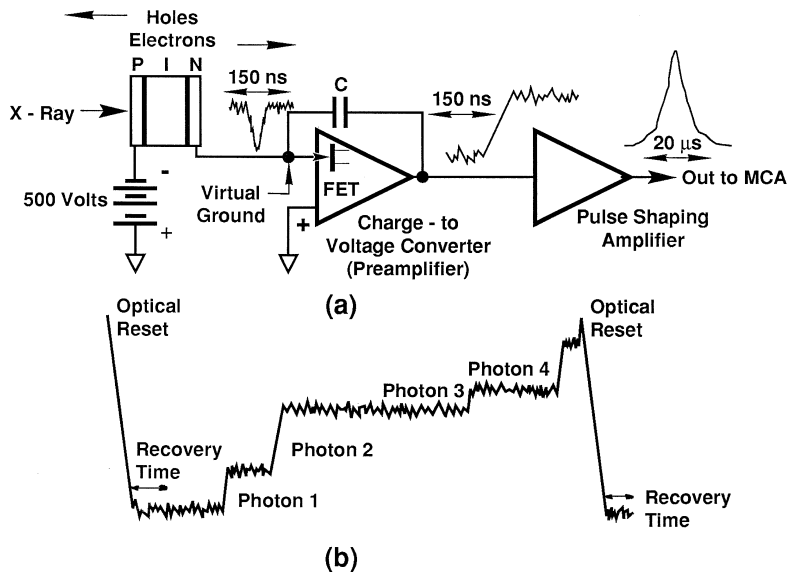 Holes
Electrons
P I N
150 ns
C
150 ns
X - Ray
20 µs
-
500 Volts
+
Virtual
Ground
FET
+
Charge - to
Voltage Converter
(Preamplifier)
Out to MCA
Pulse Shaping
Amplifier
(a)
Optical
Reset
Optical
Reset
Photon 4
Photon 3
Recovery
Time
Photon 2
Photon 1
Recovery
Time
(b)